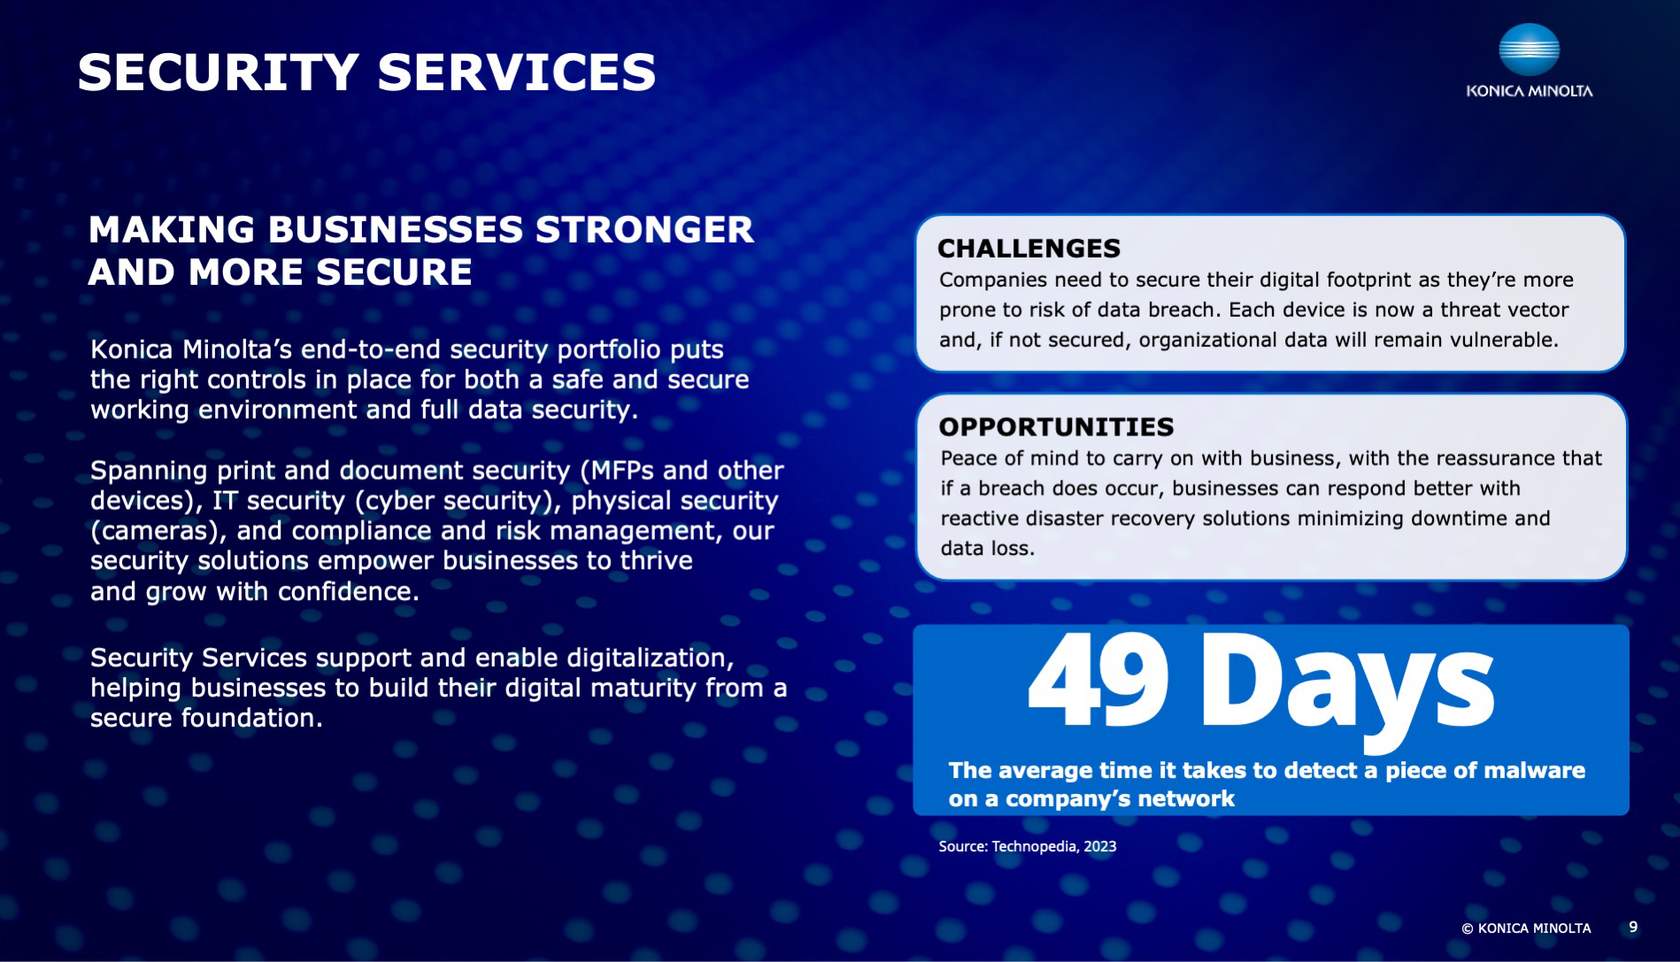 SECURITY SERVICES
KONICA MINOLTA
MAKING BUSINESSES STRONGER
AND MORE SECURE
Konica Minolta’s end-to-end security portfolio puts
the right controls in place for both a safe and secure
working environment and full data security.
Spanning print and document security (MFPs and other
devices), IT security (cyber security), physical security
(cameras), and compliance and risk management, our
security solutions empower businesses to thrive
and grow with confidence.
Security Services support and enable digitalization,
helping businesses to build their digital maturity from a
secure foundation.
CHALLENGES
Companies need to secure their digital footprint as they’re more
prone to risk of data breach. Each device is now a threat vector
and, if not secured, organizational data will remain vulnerable.
OPPORTUNITIES
Peace of mind to carry on with business, with the reassurance that
if a breach does occur, businesses can respond better with
reactive disaster recovery solutions minimizing downtime and
data loss.
49 Days
The average time it takes to detect a piece of malware
on a company’s network
Source: Technopedia, 2023
© KONICA MINOLTA 9